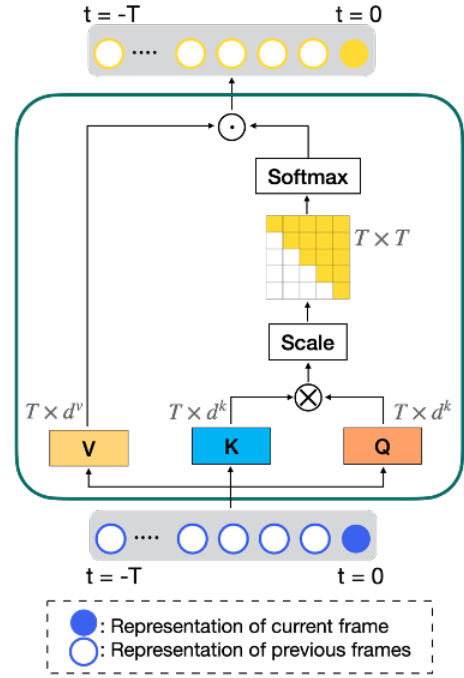 t = -T t = 0
....
Softmax
T × T
Scale
T × d^v T × d^k T × d^k
V K Q
....
t = -T t = 0
: Representation of current frame
: Representation of previous frames